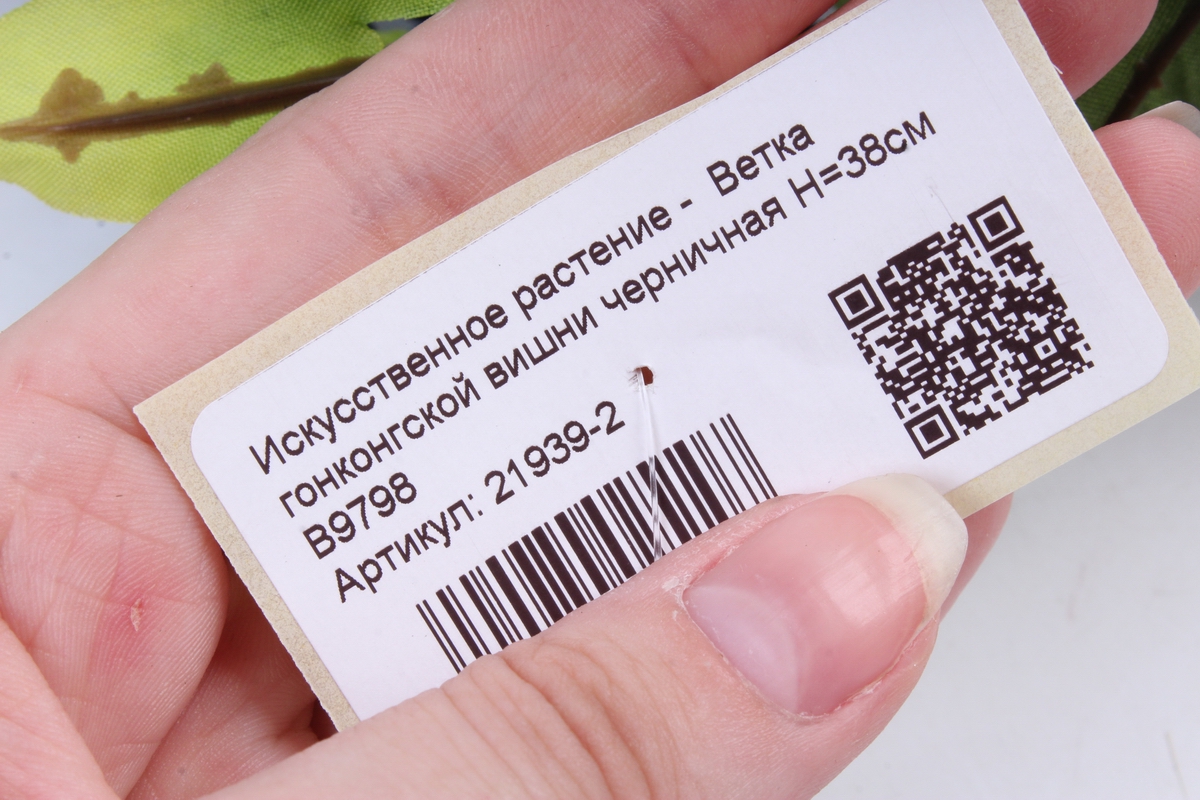 Искусственное растение - Ветка
гонконгской вишни черничная H=38см
B9798
Артикул: 21939-2